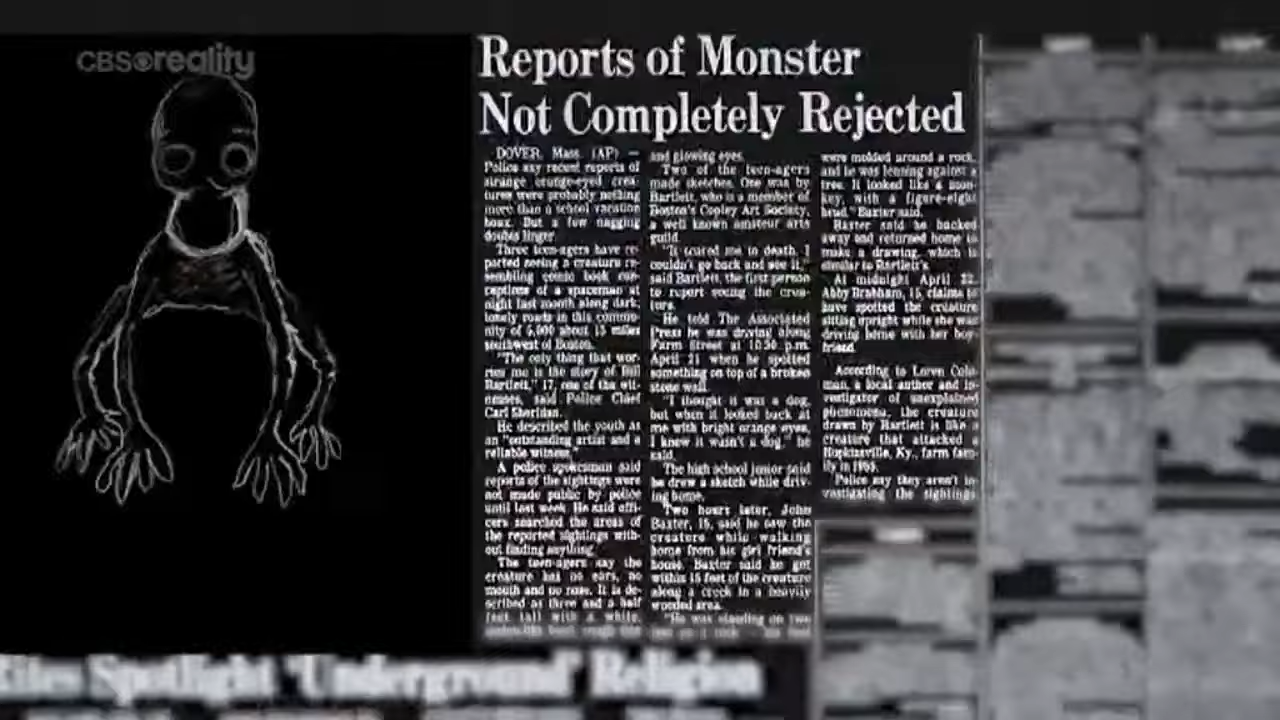 CBS reality
Reports of Monster
Not Completely Rejected
DOVER, Mass. (AP) —
Police say recent reports of
strange orange-eyed crea-
tures were probably nothing
more than a school vacation
hoax. But a few nagging
doubts linger.
Three teen-agers have re-
ported seeing a creature re-
sembling comic book con-
ceptions of a spaceman at
night last month along dark,
lonely roads in this commu-
nity of 5,000 about 15 miles
southwest of Boston.
"The only thing that wor-
ries me is the story of Bill
Bartlett," 17, one of the wit-
nesses, said Police Chief
Carl Sheridan.
He described the youth as
an "outstanding artist and a
reliable witness."
A police spokesman said
reports of the sightings were
not made public by police
until last week. He said offi-
cers searched the areas of
the reported sightings with-
out finding anything.
The teen-agers say the
creature has no ears, no
mouth and no nose. It is de-
scribed as three and a half
feet tall with a white,
and glowing eyes.
Two of the teen-agers
made sketches. One was by
Bartlett, who is a member of
Boston's Copley Art Society,
a well known amateur arts
guild.
"It scared me to death. I
couldn't go back and see it,"
said Bartlett, the first person
to report seeing the crea-
ture.
He told The Associated
Press he was driving along
Farm Street at 10:30 p.m.
April 21 when he spotted
something on top of a broken
stone wall.
"I thought it was a dog,
but when it looked back at
me with bright orange eyes,
I knew it wasn't a dog," he
said.
The high school junior said
he drew a sketch while driv-
ing home.
Two hours later, John
Baxter, 15, said he saw the
creature while walking
home from his girl friend's
house. Baxter said he got
within 15 feet of the creature
along a creek in a heavily
wooded area.
"He was standing on two
were molded around a rock,
and he was leaning against a
tree. It looked like a mon-
key, with a figure-eight
head," Baxter said.
Baxter said he backed
away and returned home to
make a drawing, which is
similar to Bartlett's.
At midnight April 22,
Abby Brabham, 15, claims to
have spotted the creature
sitting upright while she was
driving home with her boy-
friend.
According to Loren Cole-
man, a local author and in-
vestigator of unexplained
phenomena, the creature
drawn by Bartlett is like a
creature that attacked a
Hopkinsville, Ky., farm fam-
ily in 1955.
Police say they aren't in-
vestigating the sightings
Spotlight 'Underground' Religion